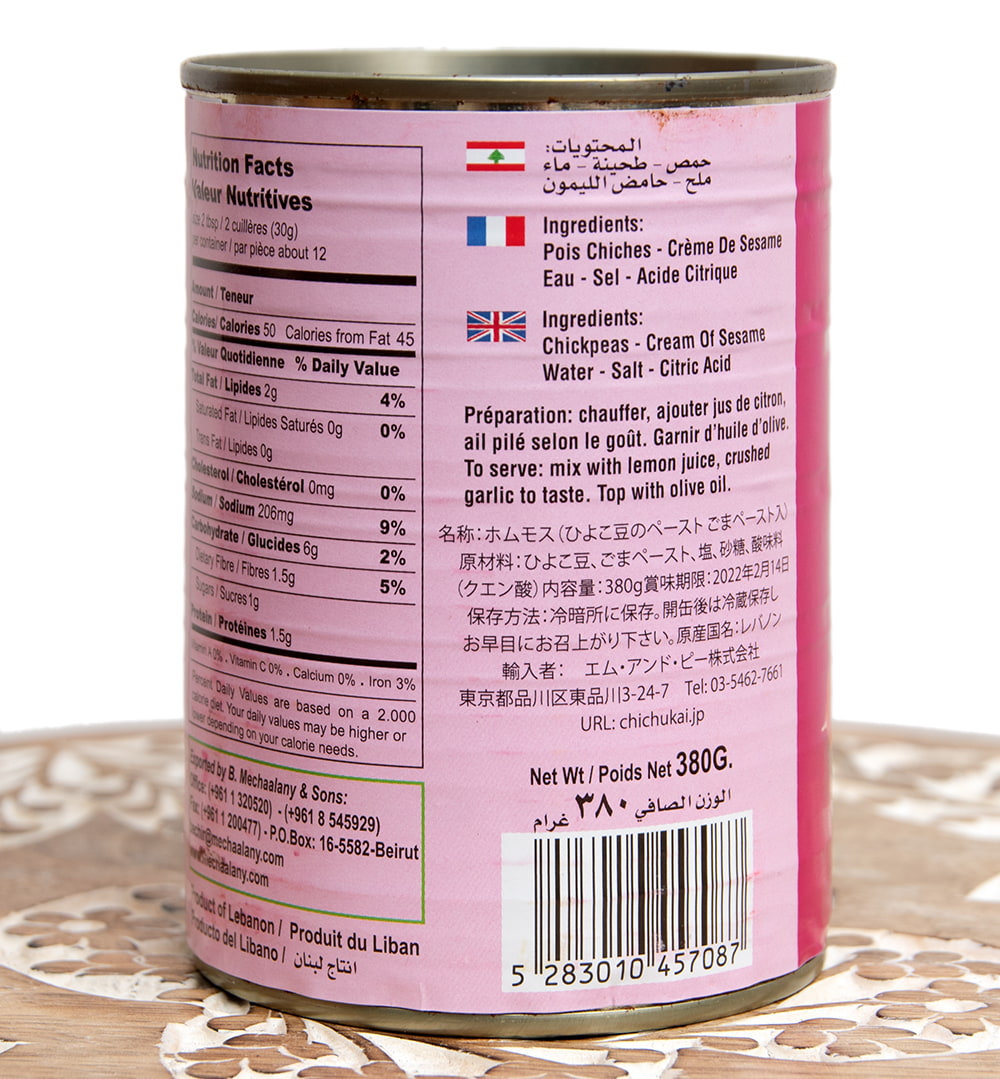 Nutrition Facts
Valeur Nutritives
2 tbsp / 2 cuillères (30g)
container / par pièce about 12
Amount / Teneur
Calories/ Calories 50 Calories from Fat 45
% Valeur Quotidienne % Daily Value
Total Fat / Lipides 2g 4%
Saturated Fat / Lipides Saturés 0g 0%
Trans Fat / Lipides 0g
Cholesterol / Cholestérol 0mg 0%
Sodium / Sodium 206mg 9%
Carbohydrate / Glucides 6g 2%
Dietary Fibre / Fibres 1.5g 5%
Sugars / Sucres 1g
Protein / Protéines 1.5g
Vitamin A 0% . Vitamin C 0% . Calcium 0% . Iron 3%
Percent Daily Values are based on a 2.000
calorie diet. Your daily values may be higher or
lower depending on your calorie needs.
Exported by B. Mechaalany & Sons:
Office: (+961 1 320520) - (+961 8 545929)
Fax: (+961 1 200477) - P.O.Box: 16-5582-Beirut
@mechaalany.com
www.mechaalany.com
Product of Lebanon / Produit du Liban
Producto del Libano / انتاج لبنان
المحتويات:
حمص - طحينة - ماء
ملح - حامض الليمون
Ingredients:
Pois Chiches - Crème De Sesame
Eau - Sel - Acide Citrique
Ingredients:
Chickpeas - Cream Of Sesame
Water - Salt - Citric Acid
Préparation: chauffer, ajouter jus de citron,
ail pilé selon le goût. Garnir d'huile d'olive.
To serve: mix with lemon juice, crushed
garlic to taste. Top with olive oil.
名称：ホムモス（ひよこ豆のペースト ごまペースト入）
原材料：ひよこ豆、ごまペースト、塩、砂糖、酸味料
（クエン酸）内容量：380g賞味期限：2022年2月14日
保存方法：冷暗所に保存。開缶後は冷蔵保存し
お早目にお召上がり下さい。原産国名：レバノン
輸入者： エム・アンド・ピー株式会社
東京都品川区東品川3-24-7 Tel: 03-5462-7661
URL: chichukai.jp
Net Wt / Poids Net 380G.
الوزن الصافي ٣٨٠ غرام
5 283010 457087